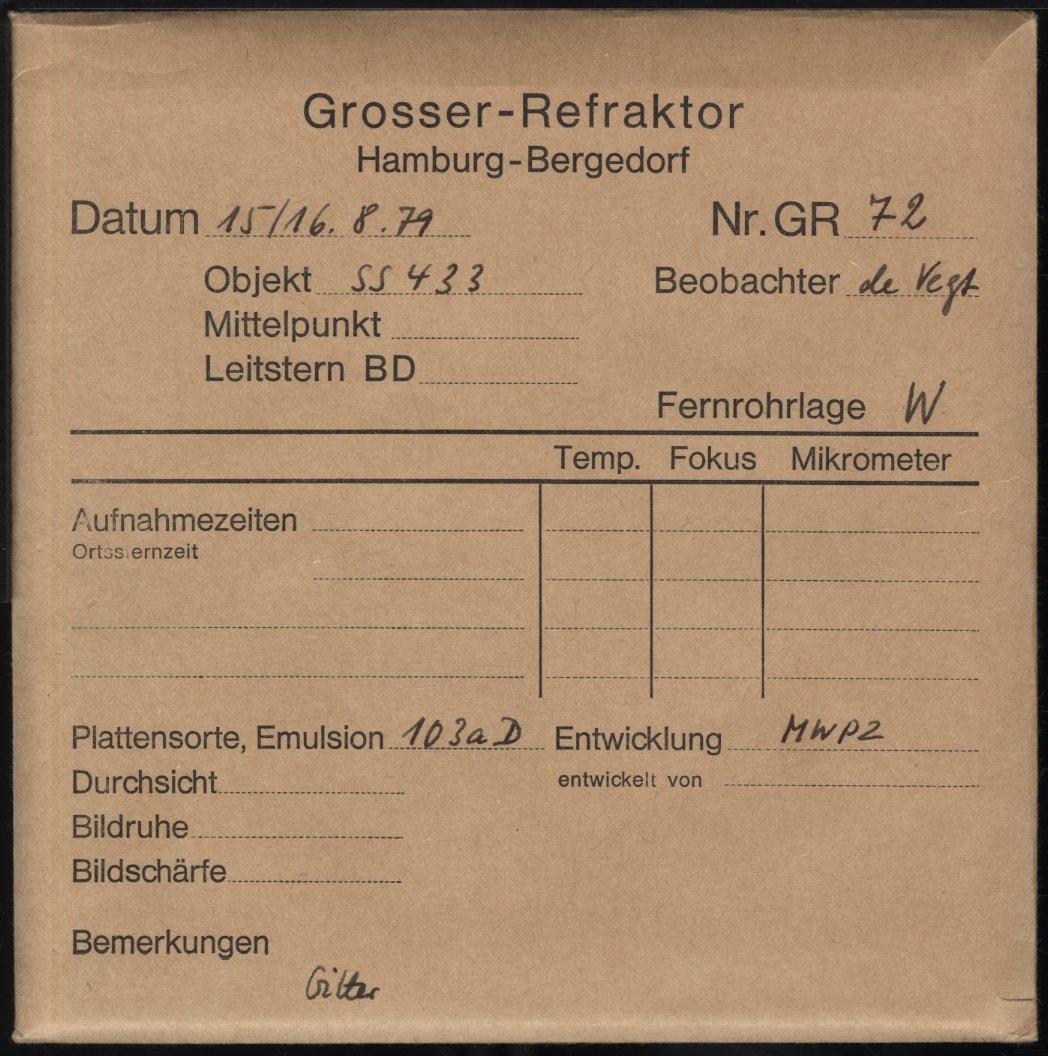 Grosser-Refraktor
Hamburg-Bergedorf
Datum 15/16. 8. 79 Nr. GR 72
Objekt SS 433 Beobachter de Vegt
Mittelpunkt
Leitstern BD
Fernrohrlage W
Temp. Fokus Mikrometer
Aufnahmezeiten
Ortssternzeit
Plattensorte, Emulsion 103a D Entwicklung MWP2
Durchsicht entwickelt von
Bildruhe
Bildschärfe
Bemerkungen
Gitter